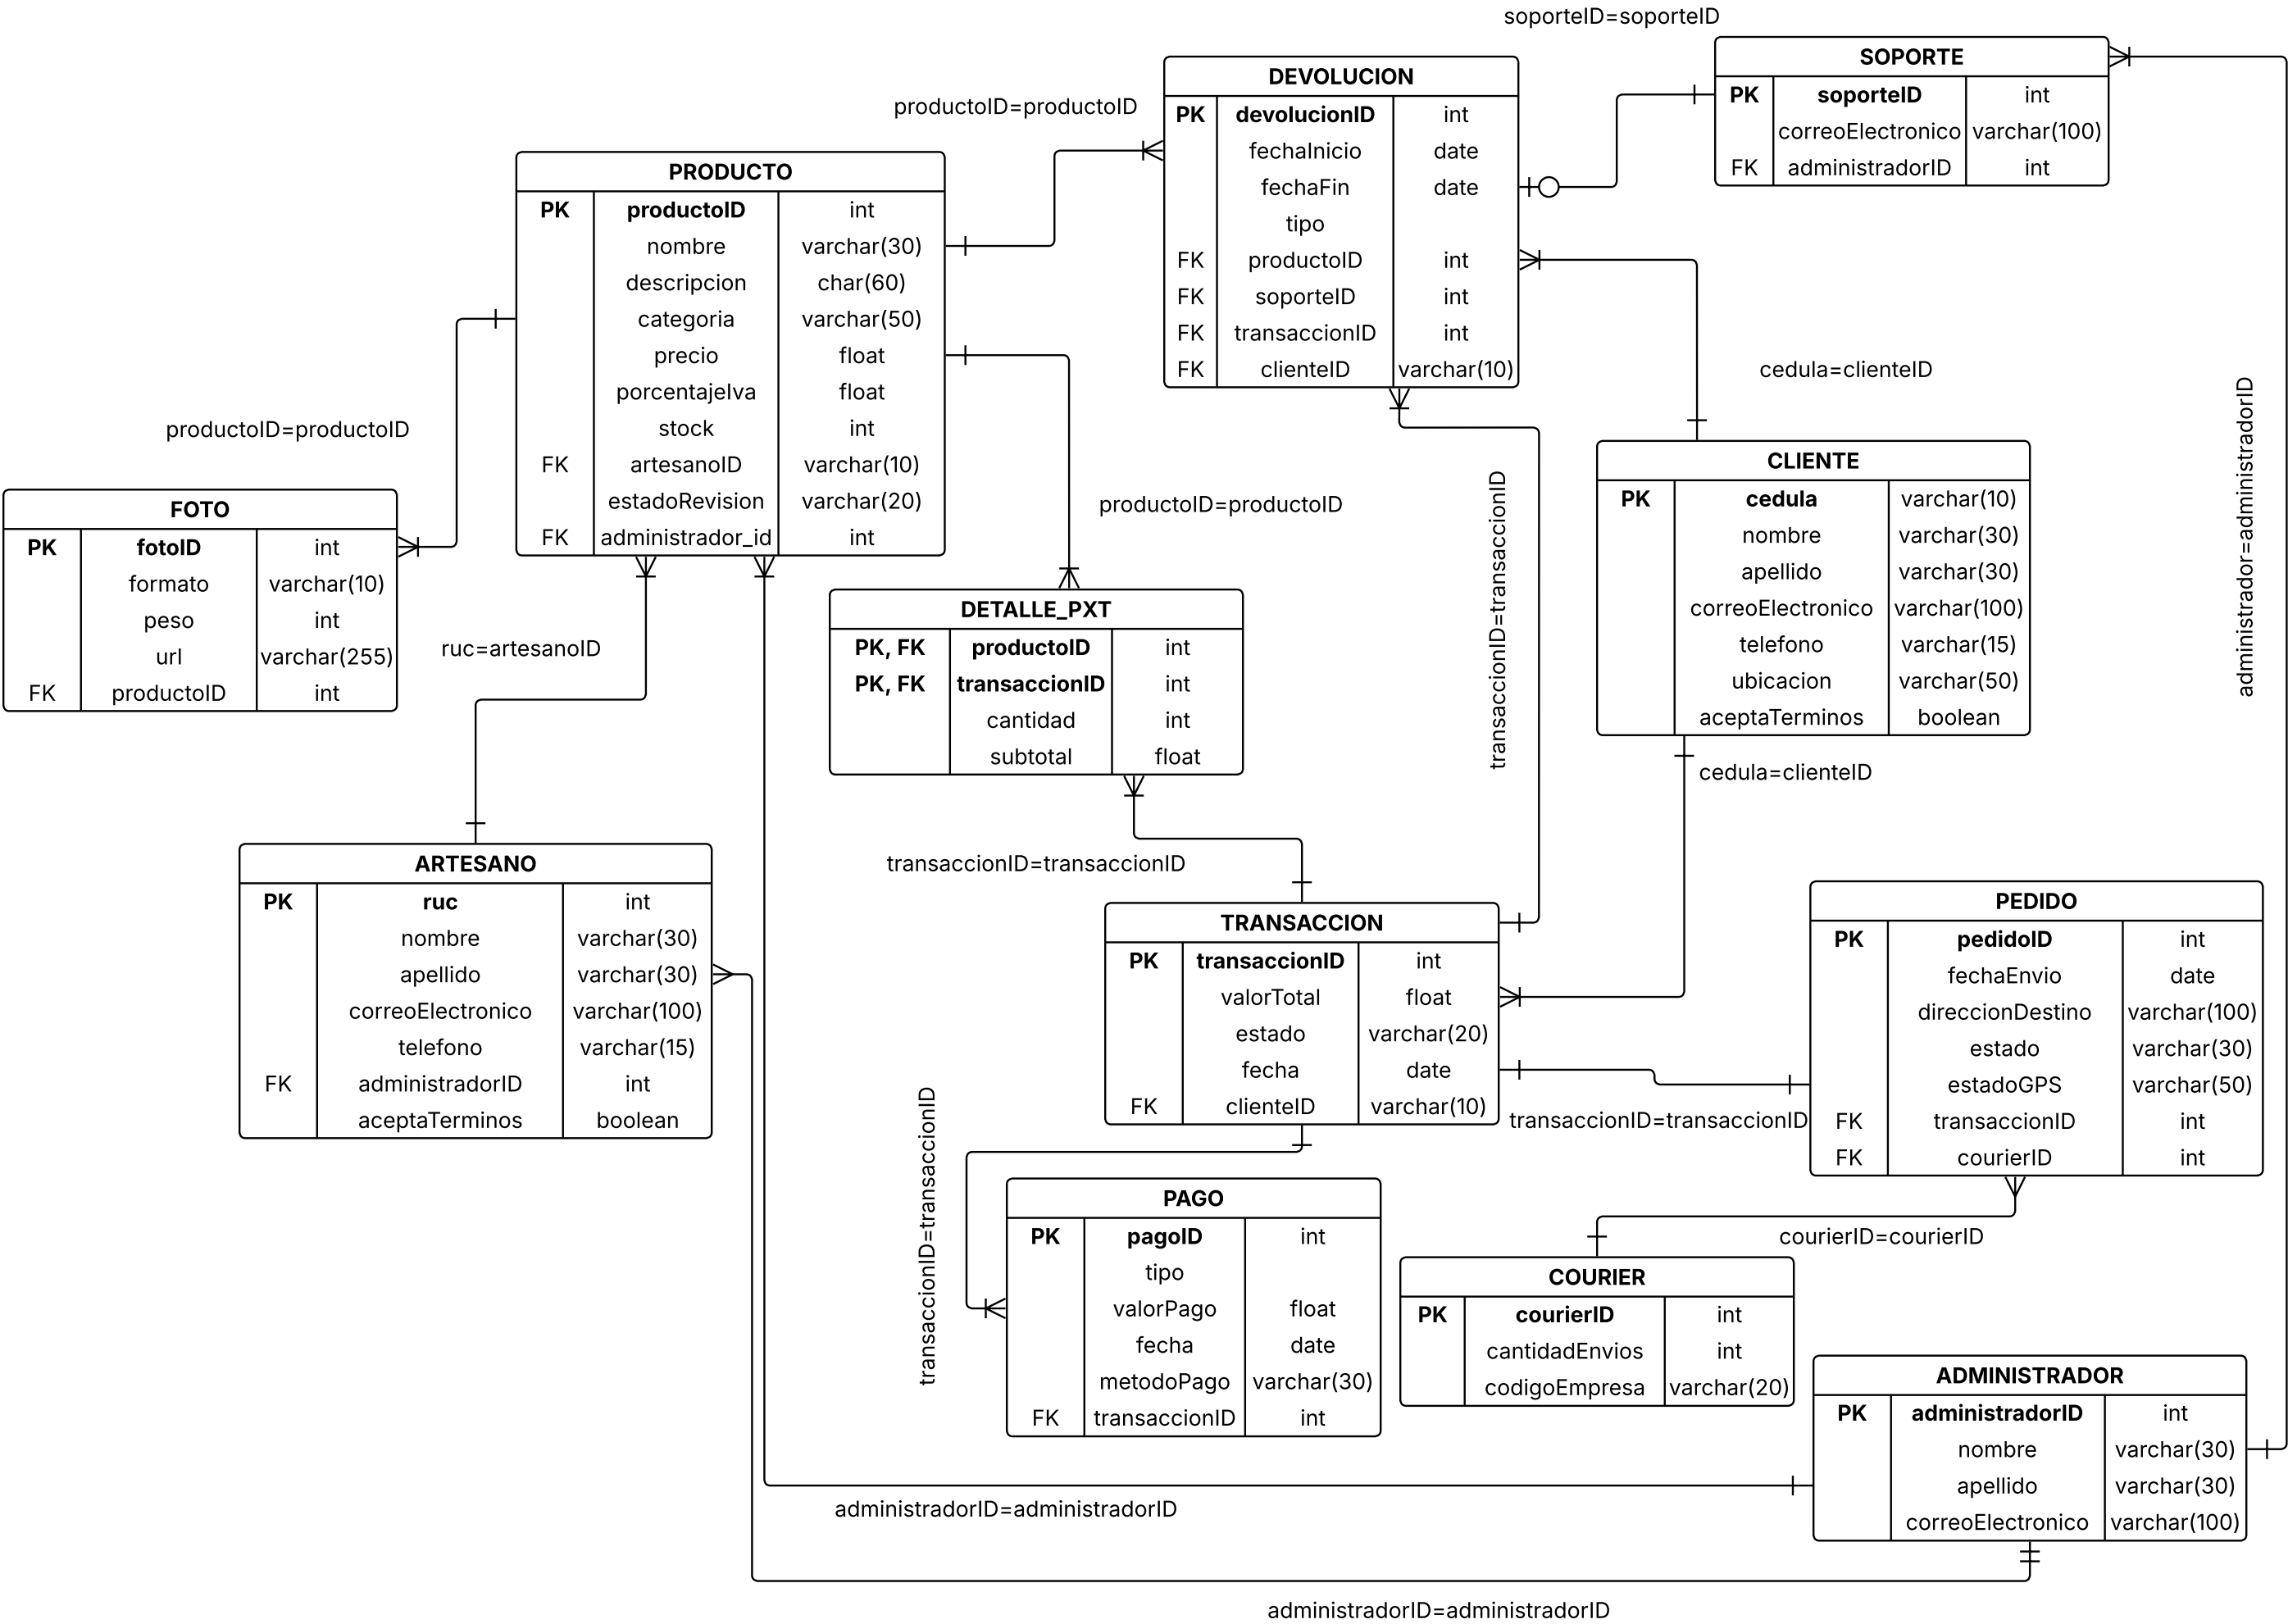 soporteID=soporteID
SOPORTE
PK soporteID int
correoElectronico varchar(100)
FK administradorID int
DEVOLUCION
PK devolucionID int
fechaInicio date
fechaFin date
tipo
FK productoID int
FK soporteID int
FK transaccionID int
FK clienteID varchar(10)
productoID=productoID
PRODUCTO
PK productoID int
nombre varchar(30)
descripcion char(60)
categoria varchar(50)
precio float
porcentajeIva float
stock int
FK artesanoID varchar(10)
estadoRevision varchar(20)
FK administrador_id int
cedula=clienteID
administrador=administradorID
productoID=productoID
CLIENTE
PK cedula varchar(10)
nombre varchar(30)
apellido varchar(30)
correoElectronico varchar(100)
telefono varchar(15)
ubicacion varchar(50)
aceptaTerminos boolean
transaccionID=transaccionID
productoID=productoID
FOTO
PK fotoID int
formato varchar(10)
peso int
url varchar(255)
FK productoID int
ruc=artesanoID
DETALLE_PXT
PK, FK productoID int
PK, FK transaccionID int
cantidad int
subtotal float
cedula=clienteID
transaccionID=transaccionID
ARTESANO
PK ruc int
nombre varchar(30)
apellido varchar(30)
correoElectronico varchar(100)
telefono varchar(15)
FK administradorID int
aceptaTerminos boolean
TRANSACCION
PK transaccionID int
valorTotal float
estado varchar(20)
fecha date
FK clienteID varchar(10)
PEDIDO
PK pedidoID int
fechaEnvio date
direccionDestino varchar(100)
estado varchar(30)
estadoGPS varchar(50)
FK transaccionID int
FK courierID int
transaccionID=transaccionID
transaccionID=transaccionID
PAGO
PK pagoID int
tipo
valorPago float
fecha date
metodoPago varchar(30)
FK transaccionID int
courierID=courierID
COURIER
PK courierID int
cantidadEnvios int
codigoEmpresa varchar(20)
ADMINISTRADOR
PK administradorID int
nombre varchar(30)
apellido varchar(30)
correoElectronico varchar(100)
administradorID=administradorID
administradorID=administradorID